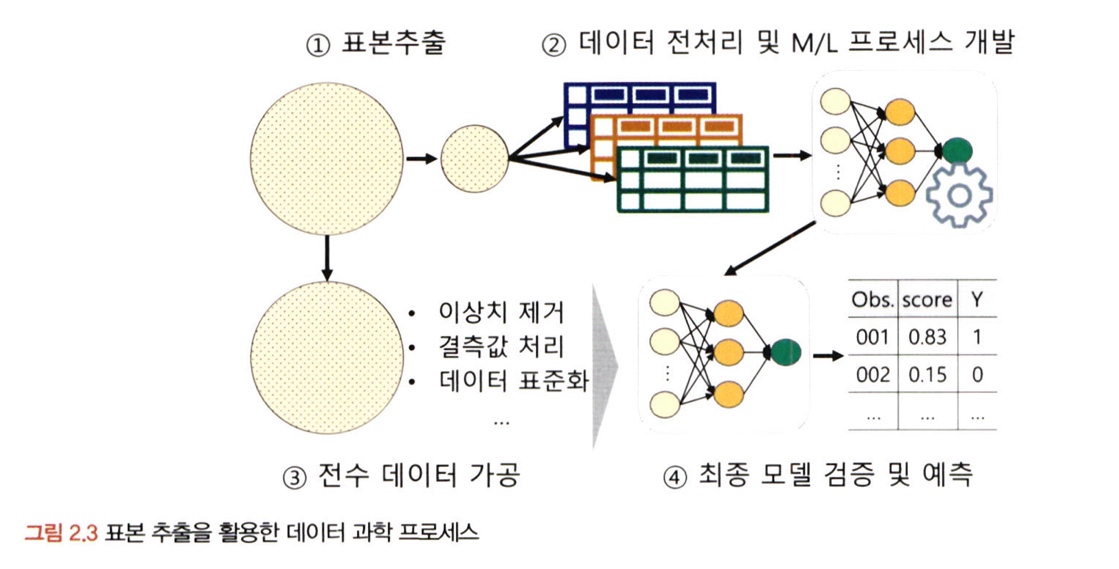 ① 표본추출
② 데이터 전처리 및 M/L 프로세스 개발
• 이상치 제거
• 결측값 처리
• 데이터 표준화
...
Obs. score Y
001 0.83 1
002 0.15 0
... ... ...
③ 전수 데이터 가공
④ 최종 모델 검증 및 예측
그림 2.3 표본 추출을 활용한 데이터 과학 프로세스